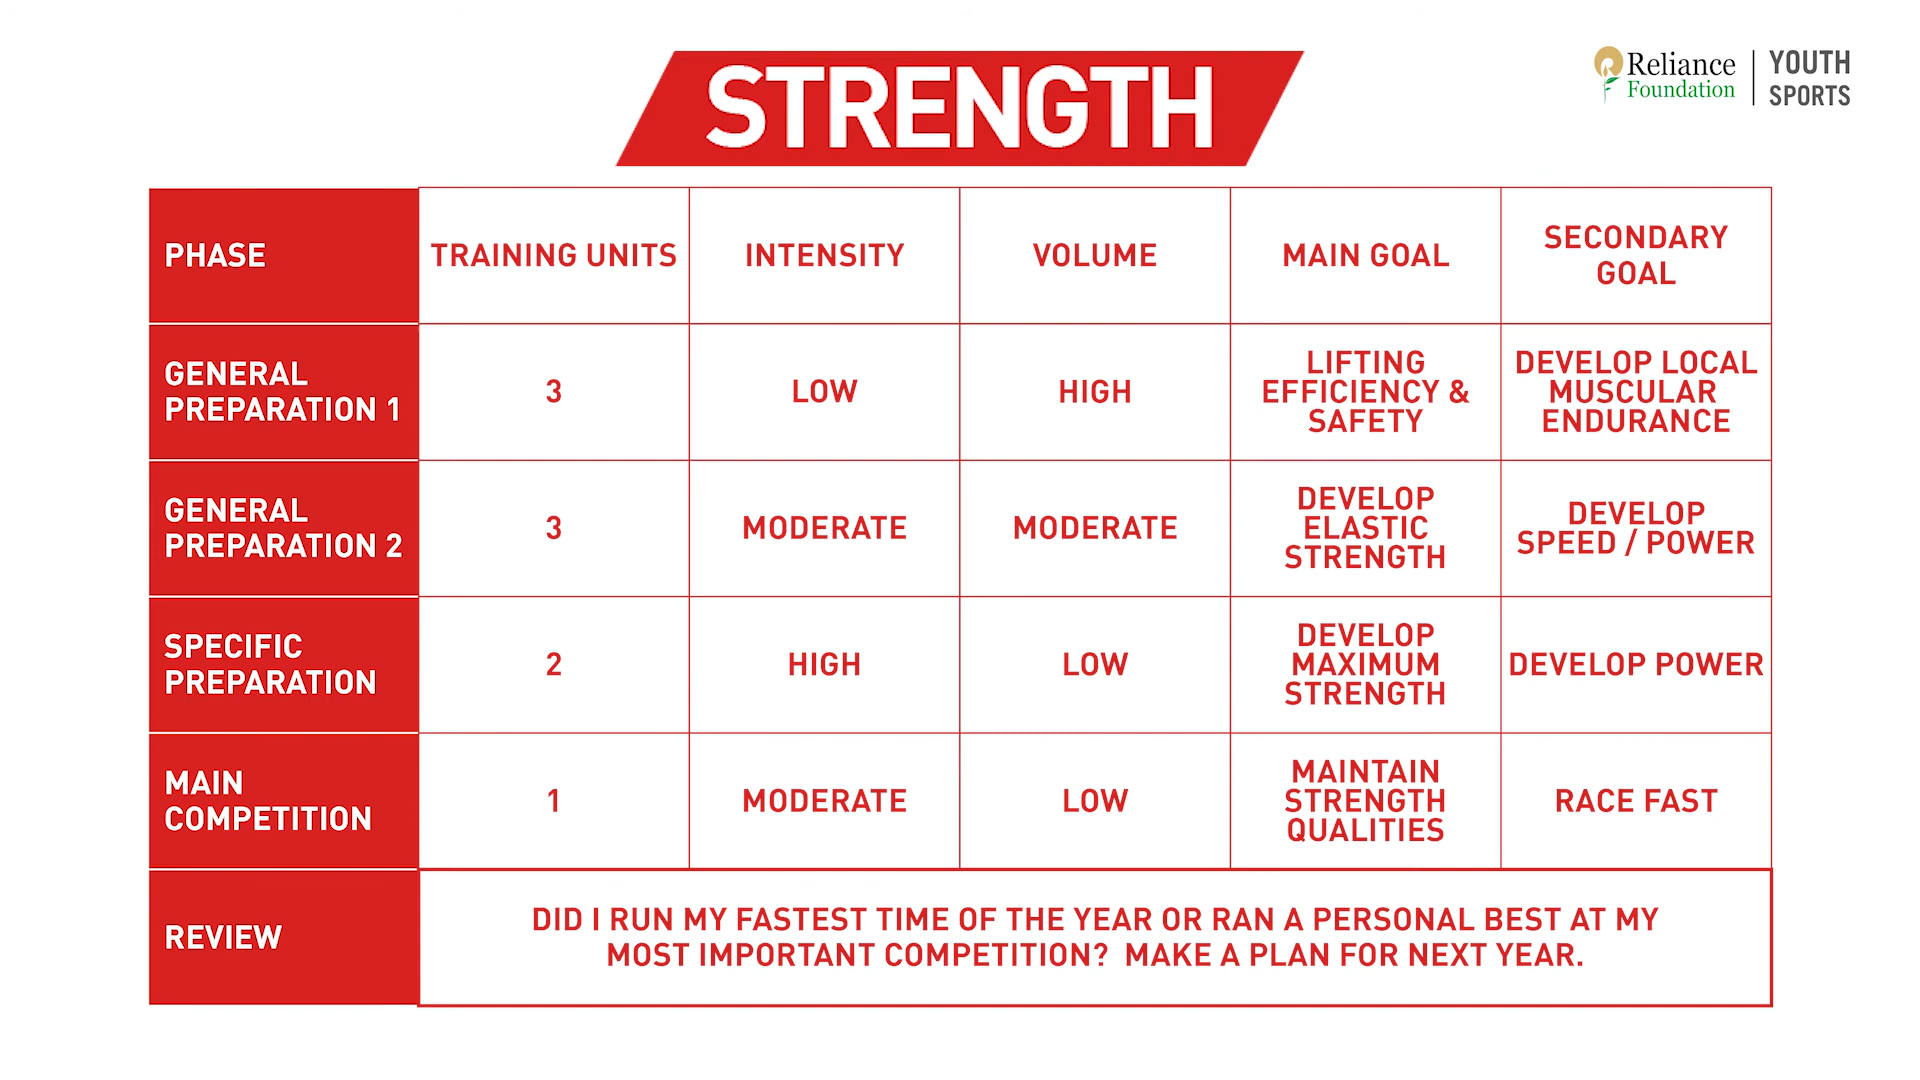 STRENGTH
Reliance
Foundation
YOUTH
SPORTS
PHASE
TRAINING UNITS
INTENSITY
VOLUME
MAIN GOAL
SECONDARY
GOAL
GENERAL
PREPARATION 1
3
LOW
HIGH
LIFTING
EFFICIENCY &
SAFETY
DEVELOP LOCAL
MUSCULAR
ENDURANCE
GENERAL
PREPARATION 2
3
MODERATE
MODERATE
DEVELOP
ELASTIC
STRENGTH
DEVELOP
SPEED / POWER
SPECIFIC
PREPARATION
2
HIGH
LOW
DEVELOP
MAXIMUM
STRENGTH
DEVELOP POWER
MAIN
COMPETITION
1
MODERATE
LOW
MAINTAIN
STRENGTH
QUALITIES
RACE FAST
REVIEW
DID I RUN MY FASTEST TIME OF THE YEAR OR RAN A PERSONAL BEST AT MY
MOST IMPORTANT COMPETITION? MAKE A PLAN FOR NEXT YEAR.